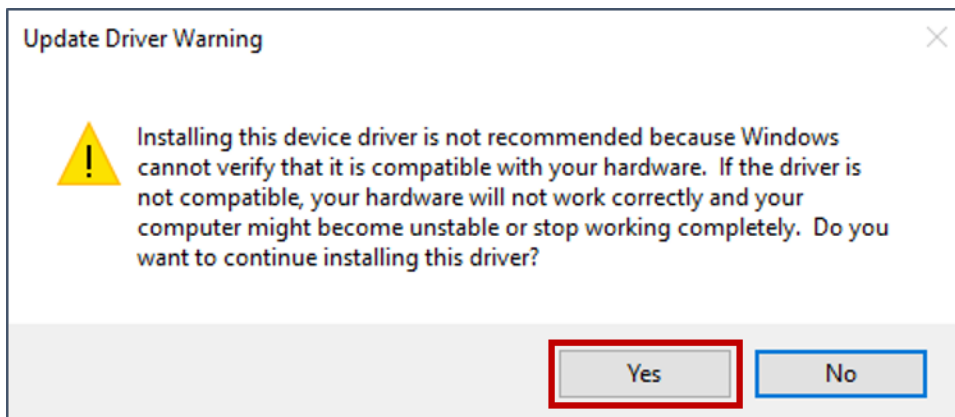 Update Driver Warning
Installing this device driver is not recommended because Windows
cannot verify that it is compatible with your hardware.  If the driver is
not compatible, your hardware will not work correctly and your
computer might become unstable or stop working completely.  Do you
want to continue installing this driver?
Yes
No